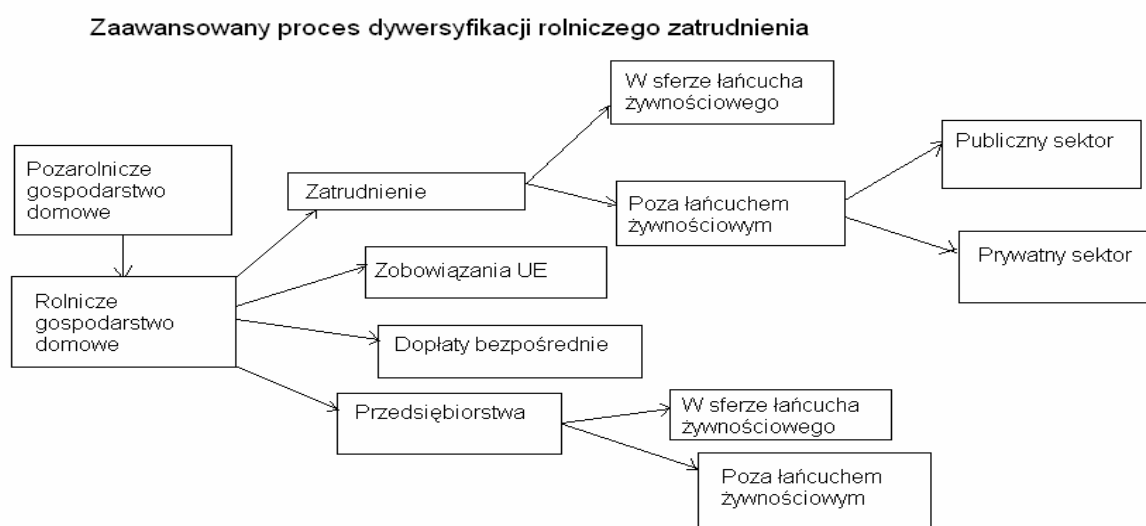 Zaawansowany proces dywersyfikacji rolniczego zatrudnienia
W sferze łańcucha
żywnościowego
Publiczny sektor
Pozarolnicze
gospodarstwo
domowe
Zatrudnienie
Poza łańcuchem
żywnościowym
Prywatny sektor
Zobowiązania UE
Rolnicze
gospodarstwo
domowe
Dopłaty bezpośrednie
Przedsiębiorstwa
W sferze łańcucha
żywnościowego
Poza łańcuchem
żywnościowym